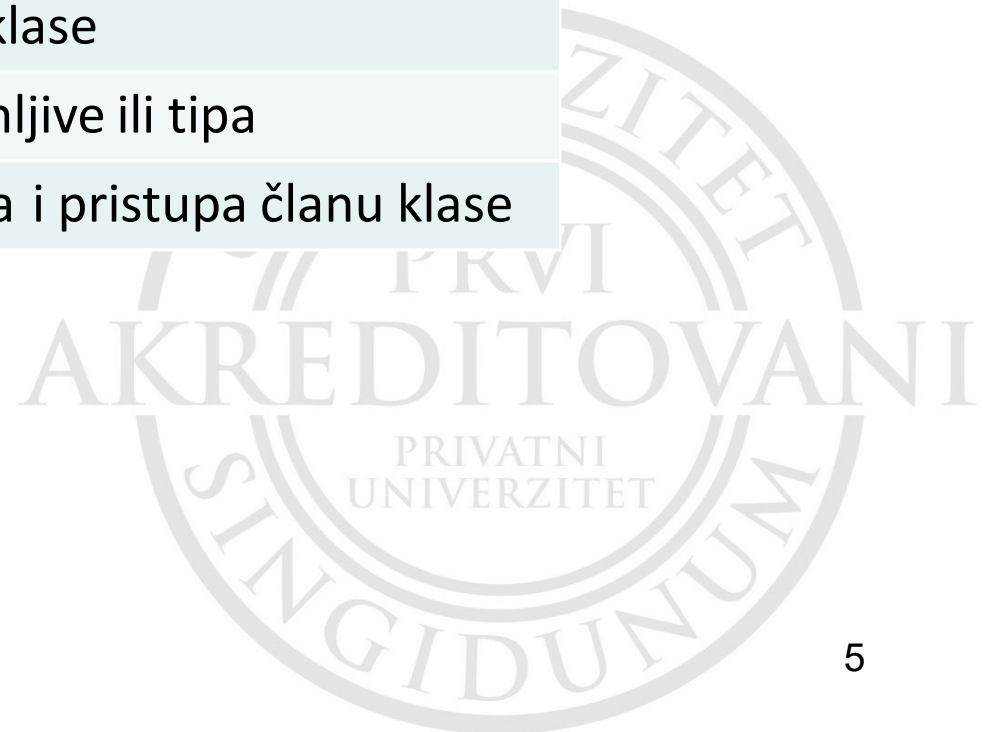 klase
nljive ili tipa
a i pristupa članu klase
PRVI
AKREDITOVANI
PRIVATNI
UNIVERZITET
SINGIDUNUM
5